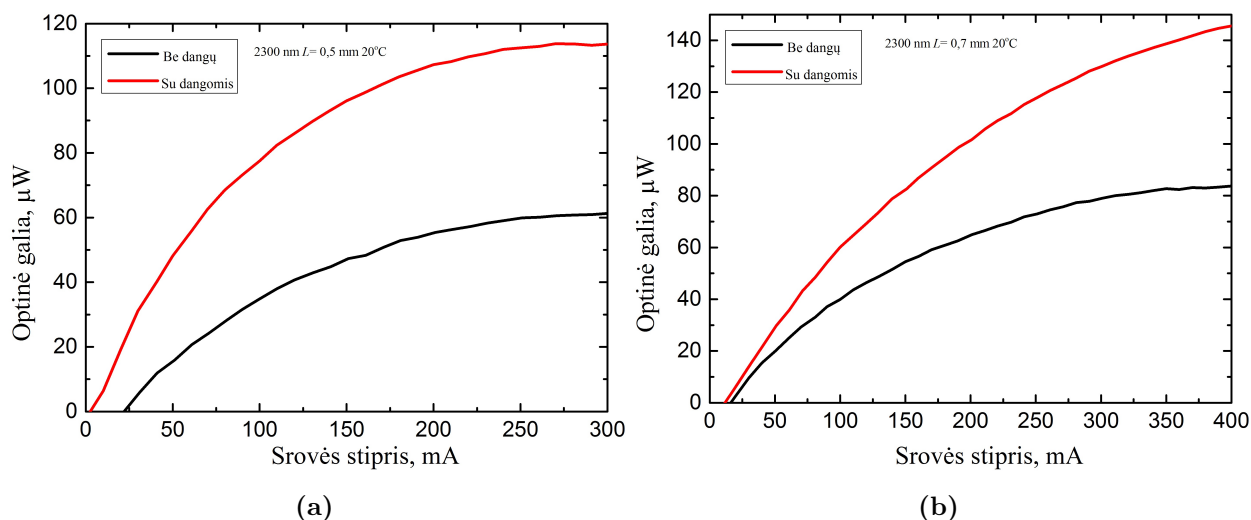 120
100
80
60
40
20
0
Optinė galia, µW
Be dangų
Su dangomis
2300 nm L= 0,5 mm 20°C
0 50 100 150 200 250 300
Srovės stipris, mA
(a)
140
120
100
80
60
40
20
0
Optinė galia, µW
Be dangų
Su dangomis
2300 nm L= 0,7 mm 20°C
0 50 100 150 200 250 300 350 400
Srovės stipris, mA
(b)